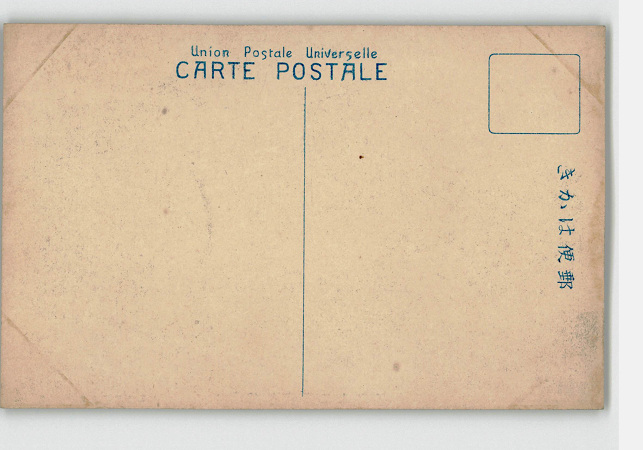 Union Postale Universelle
CARTE POSTALE
きかは便郵